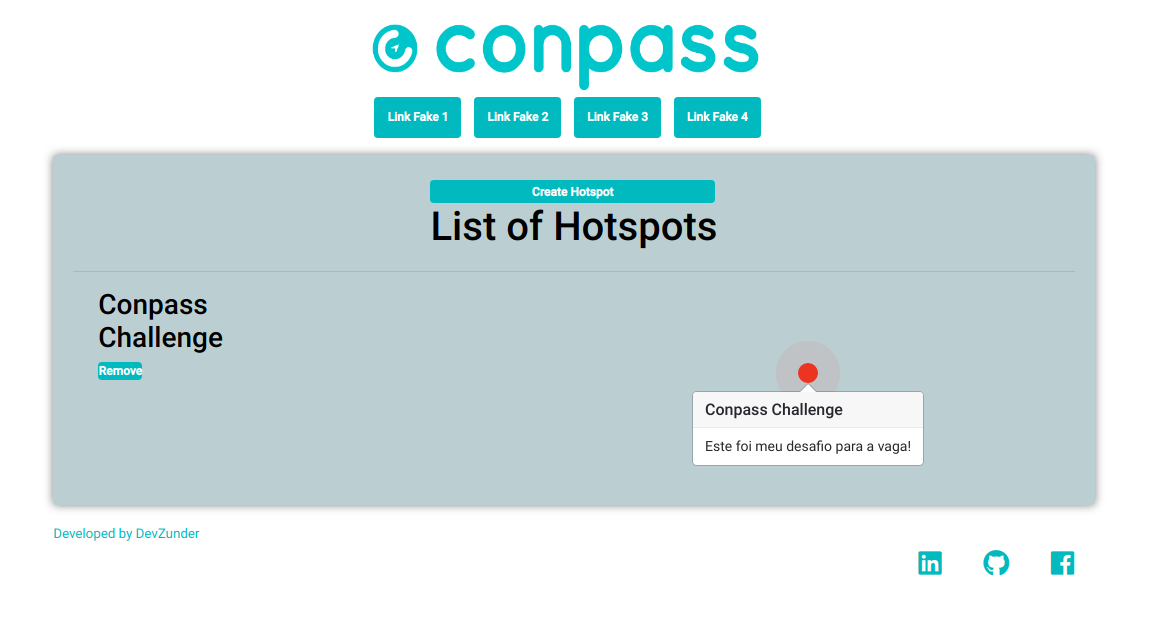 conpass
Link Fake 1 Link Fake 2 Link Fake 3 Link Fake 4
Create Hotspot
List of Hotspots
Conpass
Challenge
Remove
Conpass Challenge
Este foi meu desafio para a vaga!
Developed by DevZunder